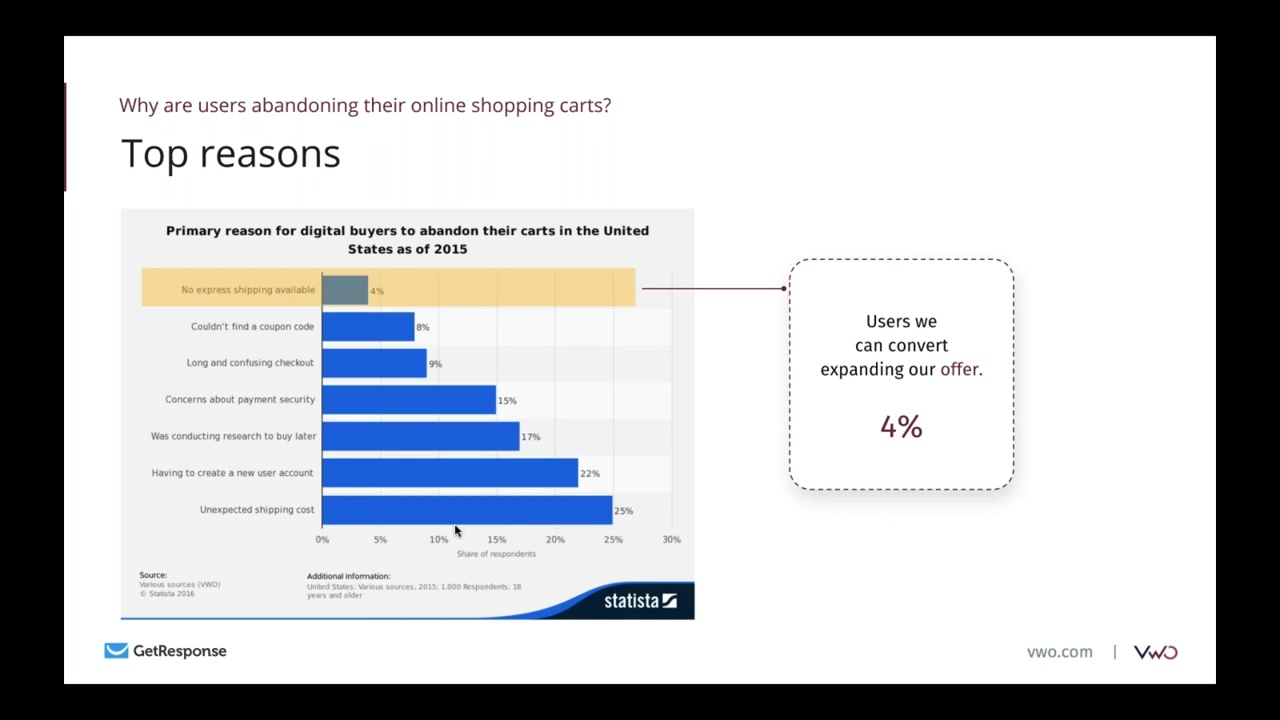 Why are users abandoning their online shopping carts?
Top reasons
Primary reason for digital buyers to abandon their carts in the United
States as of 2015
No express shipping available 4%
Couldn't find a coupon code 8%
Long and confusing checkout 9%
Concerns about payment security 15%
Was conducting research to buy later 17%
Having to create a new user account 22%
Unexpected shipping cost 25%
0% 5% 10% 15% 20% 25% 30%
Share of respondents
Source:
Various sources (VWO)
© Statista 2016
Additional Information:
United States, Various sources, 2015; 1,000 Respondents, 18
years and older
statista
Users we
can convert
expanding our offer.
4%
GetResponse
vwo.com | VWO